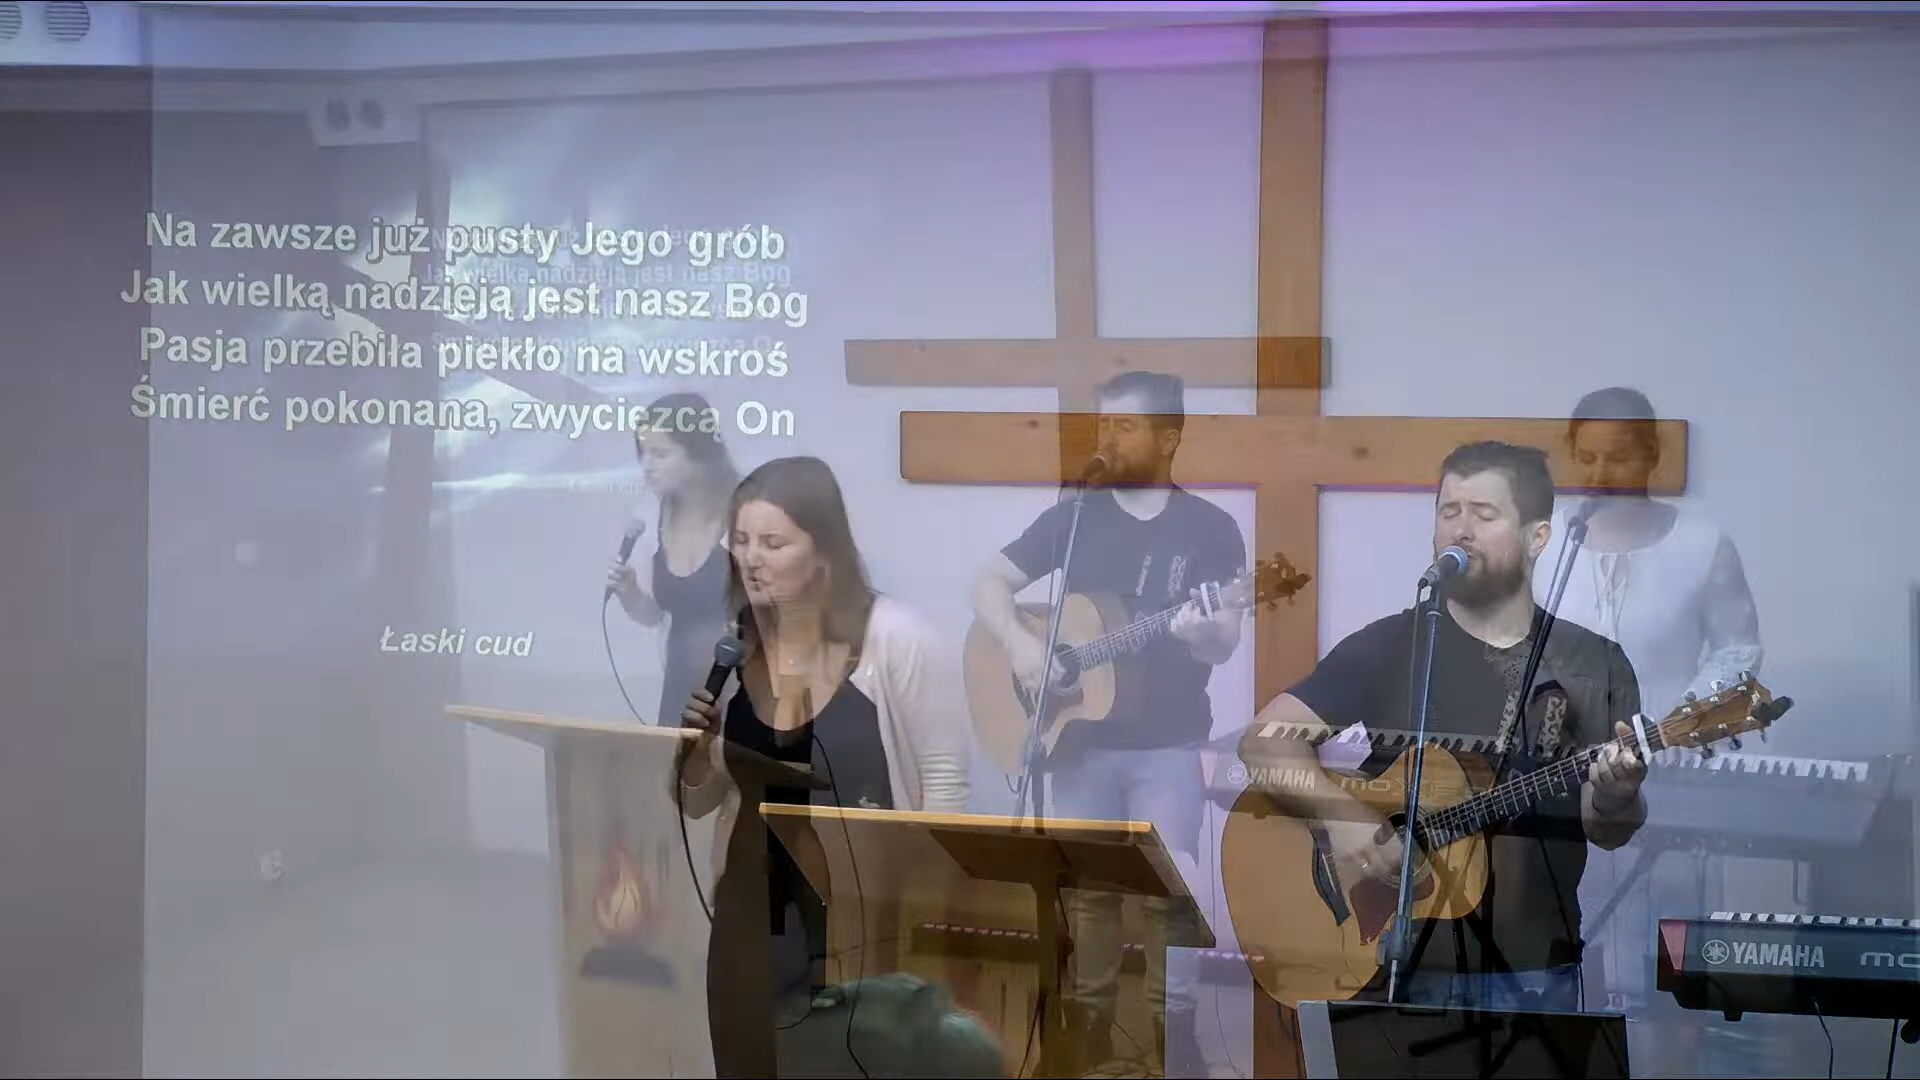 Na zawsze już pusty Jego grób
Jak wielką nadzieją jest nasz Bóg
Pasja przebiła piekło na wskroś
Śmierć pokonana, zwyciezcą On
Łaski cud
YAMAHA
YAMAHA